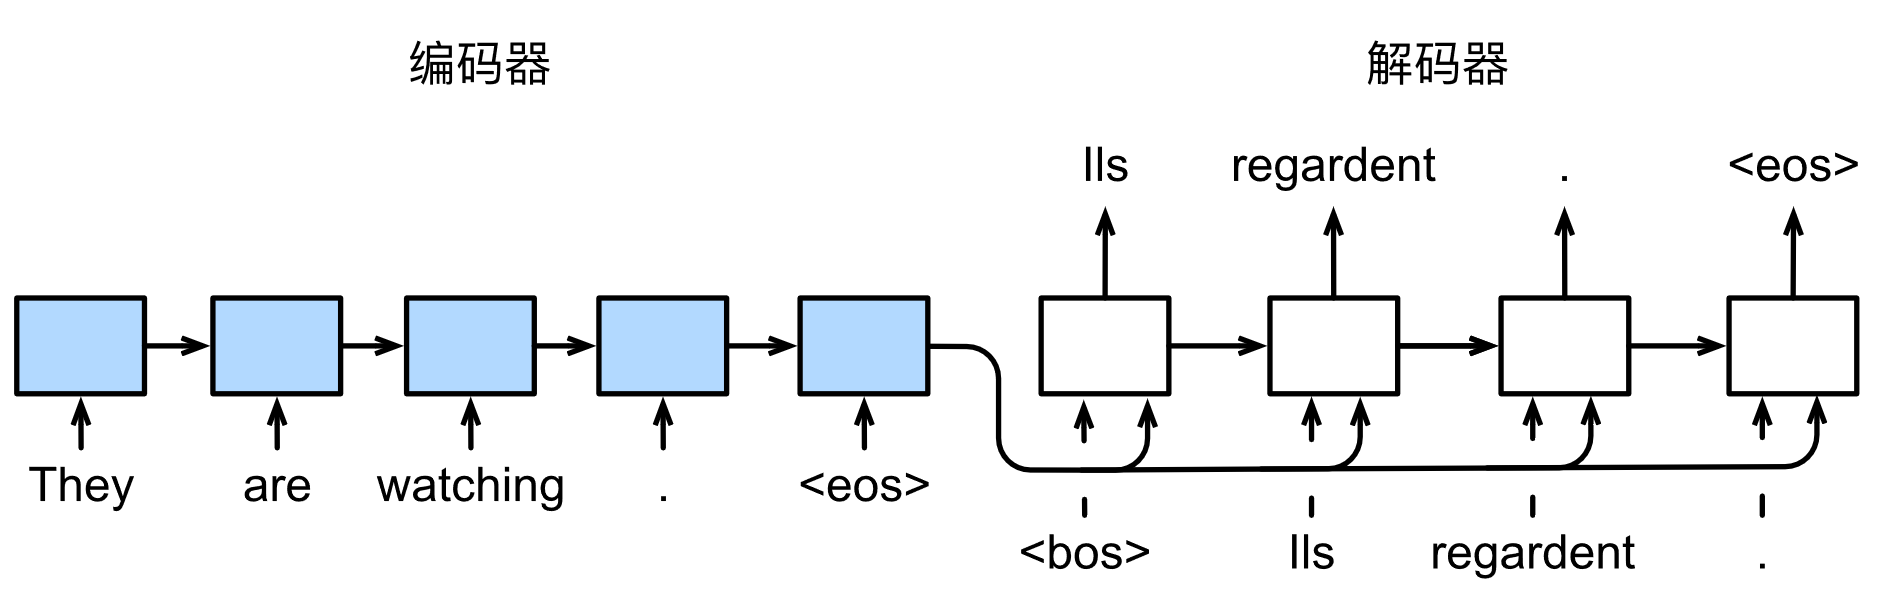 编码器 解码器
Ils regardent . <eos>
They are watching . <eos>
<bos> Ils regardent .